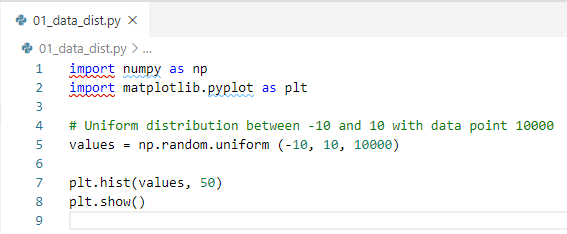 01_data_dist.py ×
01_data_dist.py > ...
1 import numpy as np
2 import matplotlib.pyplot as plt
3
4 # Uniform distribution between -10 and 10 with data point 10000
5 values = np.random.uniform (-10, 10, 10000)
6
7 plt.hist(values, 50)
8 plt.show()
9